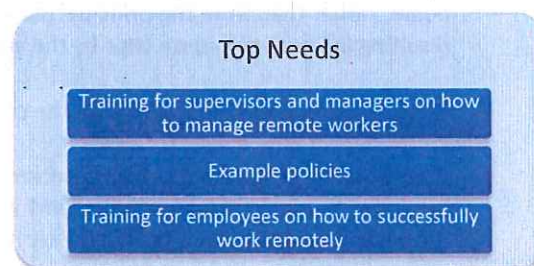 Top Needs
Training for supervisors and managers on how
to manage remote workers
Example policies
Training for employees on how to successfully
work remotely